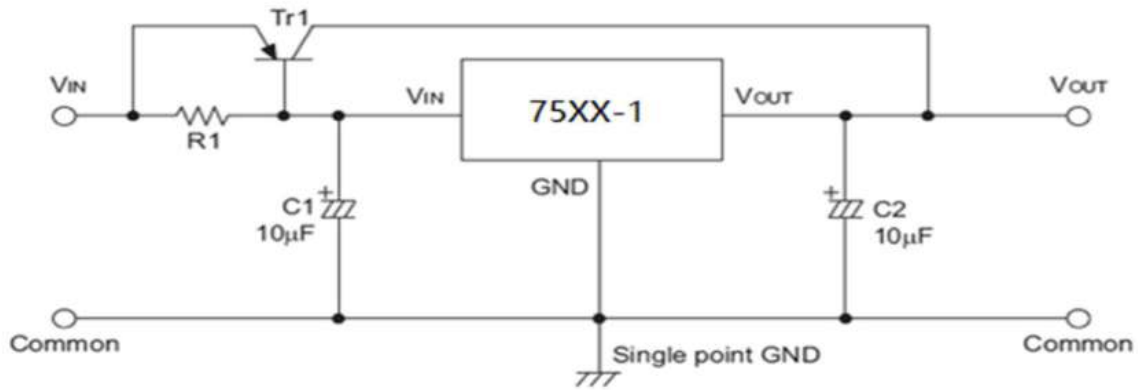 Tr1
VIN
VIN
75XX-1
VOUT
VOUT
R1
GND
C1
10μF
C2
10μF
Common
Single point GND
Common